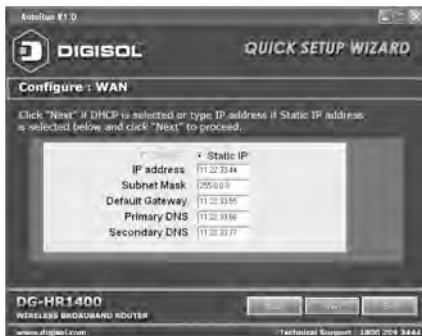 AutoRun V1.0
DIGISOL
QUICK SETUP WIZARD
Configure : WAN
Click "Next" if DHCP is selected or type IP address if Static IP address
is selected below and click "Next" to proceed.
Static IP
IP address 11.22.33.44
Subnet Mask 255.0.0.0
Default Gateway 11.22.33.55
Primary DNS 11.22.33.66
Secondary DNS 11.22.33.77
DG-HR1400
WIRELESS BROADBAND ROUTER
www.digisol.com
Technical Support : 1800 209 3444